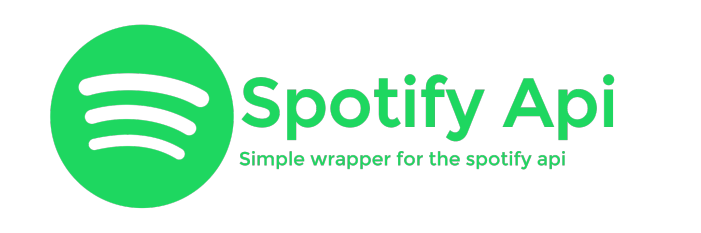 Spotify Api
Simple wrapper for the spotify api